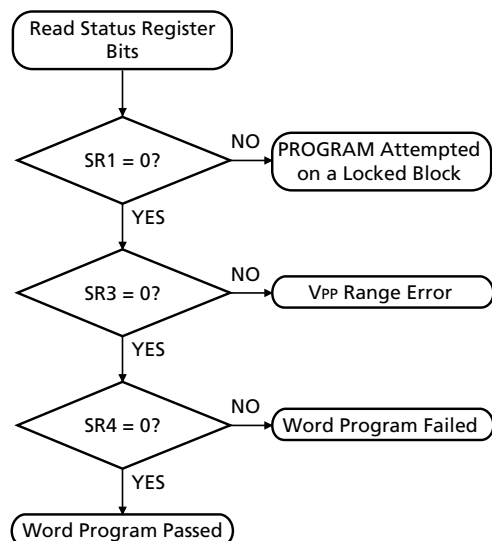 Read Status Register
Bits
SR1 = 0?
NO
PROGRAM Attempted
on a Locked Block
YES
SR3 = 0?
NO
VPP Range Error
YES
SR4 = 0?
NO
Word Program Failed
YES
Word Program Passed